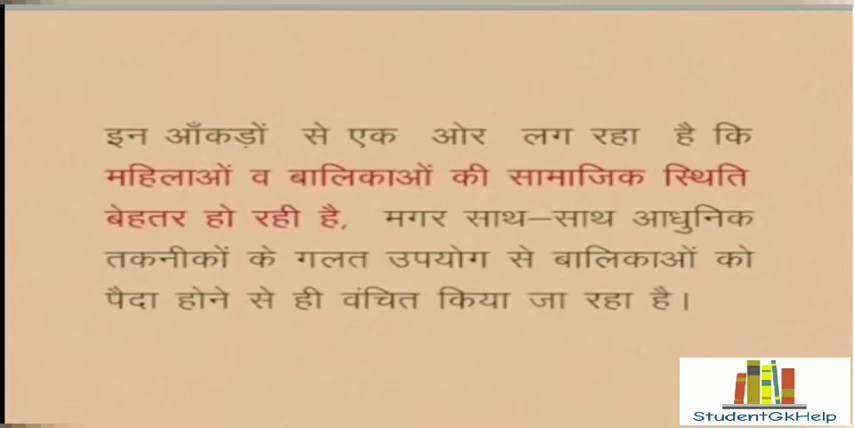 इन आँकड़ों से एक ओर लग रहा है कि
महिलाओं व बालिकाओं की सामाजिक स्थिति
बेहतर हो रही है, मगर साथ–साथ आधुनिक
तकनीकों के गलत उपयोग से बालिकाओं को
पैदा होने से ही वंचित किया जा रहा है।
StudentGkHelp